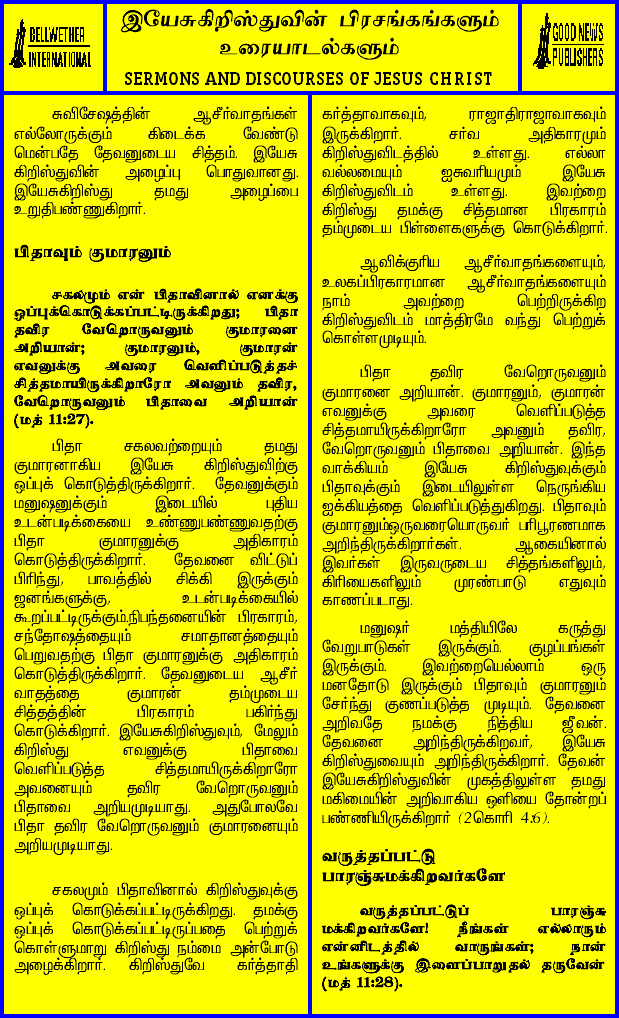 BELLWETHER
INTERNATIONAL
இயேசுகிறிஸ்துவின் பிரசங்கங்களும்
உரையாடல்களும்
SERMONS AND DISCOURSES OF JESUS CHRIST
GOOD NEWS
PUBLISHERS
சுவிசேஷத்தின் ஆசீர்வாதங்கள்
எல்லோருக்கும் கிடைக்க வேண்டு
மென்பதே தேவனுடைய சித்தம். இயேசு
கிறிஸ்துவின் அழைப்பு பொதுவானது.
இயேசுகிறிஸ்து தமது அழைப்பை
உறுதிபண்ணுகிறார்.
பிதாவும் குமாரனும்
சகலமும் என் பிதாவினால் எனக்கு
ஒப்புக்கொடுக்கப்பட்டிருக்கிறது; பிதா
தவிர வேறொருவனும் குமாரனை
அறியான்; குமாரனும், குமாரன்
எவனுக்கு அவரை வெளிப்படுத்தச்
சித்தமாயிருக்கிறாரோ அவனும் தவிர,
வேறொருவனும் பிதாவை அறியான்
(மத் 11:27).
பிதா சகலவற்றையும் தமது
குமாரனாகிய இயேசு கிறிஸ்துவிற்கு
ஒப்புக் கொடுத்திருக்கிறார். தேவனுக்கும்
மனுஷனுக்கும் இடையில் புதிய
உடன்படிக்கையை உண்ணுபண்ணுவதற்கு
பிதா குமாரனுக்கு அதிகாரம்
கொடுத்திருக்கிறார். தேவனை விட்டுப்
பிரிந்து, பாவத்தில் சிக்கி இருக்கும்
ஜனங்களுக்கு, உடன்படிக்கையில்
கூறப்பட்டிருக்கும்.நிபந்தனையின் பிரகாரம்,
சந்தோஷத்தையும் சமாதானத்தையும்
பெறுவதற்கு பிதா குமாரனுக்கு அதிகாரம்
கொடுத்திருக்கிறார். தேவனுடைய ஆசீர்
வாதத்தை குமாரன் தம்முடைய
சித்தத்தின் பிரகாரம் பகிர்ந்து
கொடுக்கிறார். இயேசுகிறிஸ்துவும், மேலும்
கிறிஸ்து எவனுக்கு பிதாவை
வெளிப்படுத்த சித்தமாயிருக்கிறாரோ
அவனையும் தவிர வேறொருவனும்
பிதாவை அறியமுடியாது. அதுபோலவே
பிதா தவிர வேறொருவனும் குமாரனையும்
அறியமுடியாது.
சகலமும் பிதாவினால் கிறிஸ்துவுக்கு
ஒப்புக் கொடுக்கப்பட்டிருக்கிறது. தமக்கு
ஒப்புக் கொடுக்கப்பட்டிருப்பதை பெற்றுக்
கொள்ளுமாறு கிறிஸ்து நம்மை அன்போடு
அழைக்கிறார். கிறிஸ்துவே கர்த்தாதி
கர்த்தாவாகவும், ராஜாதிராஜாவாகவும்
இருக்கிறார். சர்வ அதிகாரமும்
கிறிஸ்துவிடத்தில் உள்ளது. எல்லா
வல்லமையும் ஐசுவரியமும் இயேசு
கிறிஸ்துவிடம் உள்ளது. இவற்றை
கிறிஸ்து தமக்கு சித்தமான பிரகாரம்
தம்முடைய பிள்ளைகளுக்கு கொடுக்கிறார்.
ஆவிக்குரிய ஆசீர்வாதங்களையும்,
உலகப்பிரகாரமான ஆசீர்வாதங்களையும்
நாம் அவற்றை பெற்றிருக்கிற
கிறிஸ்துவிடம் மாத்திரமே வந்து பெற்றுக்
கொள்ளமுடியும்.
பிதா தவிர வேறொருவனும்
குமாரனை அறியான். குமாரனும், குமாரன்
எவனுக்கு அவரை வெளிப்படுத்த
சித்தமாயிருக்கிறாரோ அவனும் தவிர,
வேறொருவனும் பிதாவை அறியான். இந்த
வாக்கியம் இயேசு கிறிஸ்துவுக்கும்
பிதாவுக்கும் இடையிலுள்ள நெருங்கிய
ஐக்கியத்தை வெளிப்படுத்துகிறது. பிதாவும்
குமாரனும்ஒருவரையொருவர் பரிபூரணமாக
அறிந்திருக்கிறார்கள். ஆகையினால்
இவர்கள் இருவருடைய சித்தங்களிலும்,
கிரியைகளிலும் முரண்பாடு எதுவும்
காணப்படாது.
மனுஷர் மத்தியிலே கருத்து
வேறுபாடுகள் இருக்கும். குழப்பங்கள்
இருக்கும். இவற்றையெல்லாம் ஒரு
மனதோடு இருக்கும் பிதாவும் குமாரனும்
சேர்ந்து குணப்படுத்த முடியும். தேவனை
அறிவதே நமக்கு நித்திய ஜீவன்.
தேவனை அறிந்திருக்கிறவர், இயேசு
கிறிஸ்துவையும் அறிந்திருக்கிறார். தேவன்
இயேசுகிறிஸ்துவின் முகத்திலுள்ள தமது
மகிமையின் அறிவாகிய ஒளியை தோன்றப்
பண்ணியிருக்கிறார் (2கொரி 4:6).
வருத்தப்பட்டு
பாரஞ்சுமக்கிறவர்களே
வருத்தப்பட்டுப் பாரஞ்சு
மக்கிறவர்களே! நீங்கள் எல்லாரும்
என்னிடத்தில் வாருங்கள்; நான்
உங்களுக்கு இளைப்பாறுதல் தருவேன்
(மத் 11:28).